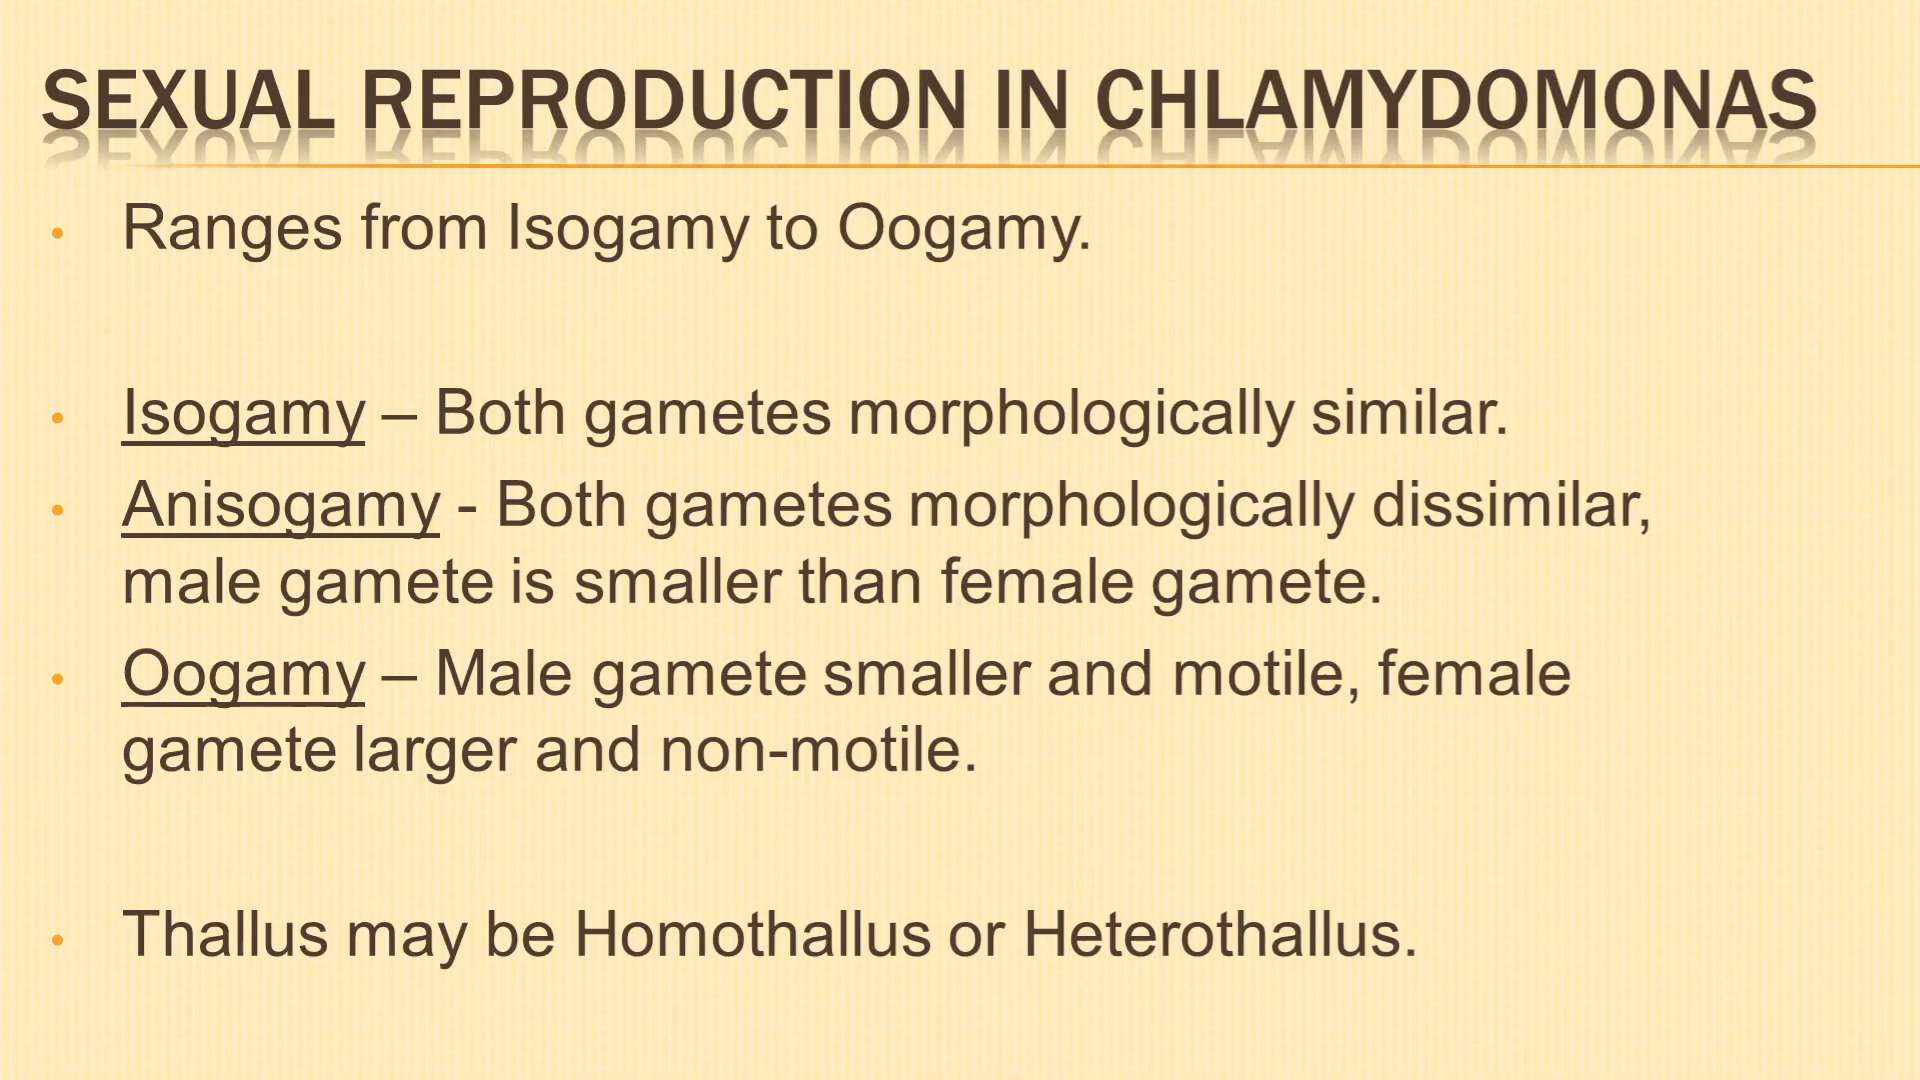 SEXUAL REPRODUCTION IN CHLAMYDOMONAS
• Ranges from Isogamy to Oogamy.
• Isogamy – Both gametes morphologically similar.
• Anisogamy - Both gametes morphologically dissimilar,
male gamete is smaller than female gamete.
• Oogamy – Male gamete smaller and motile, female
gamete larger and non-motile.
• Thallus may be Homothallus or Heterothallus.